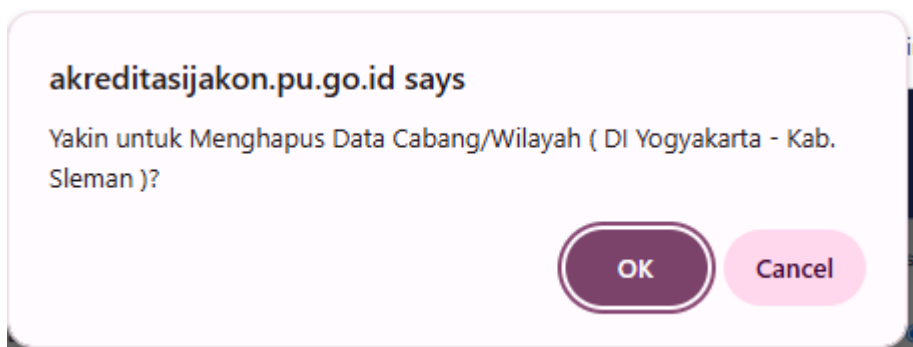 akreditasijakon.pu.go.id says
Yakin untuk Menghapus Data Cabang/Wilayah ( DI Yogyakarta - Kab.
Sleman )?
OK
Cancel